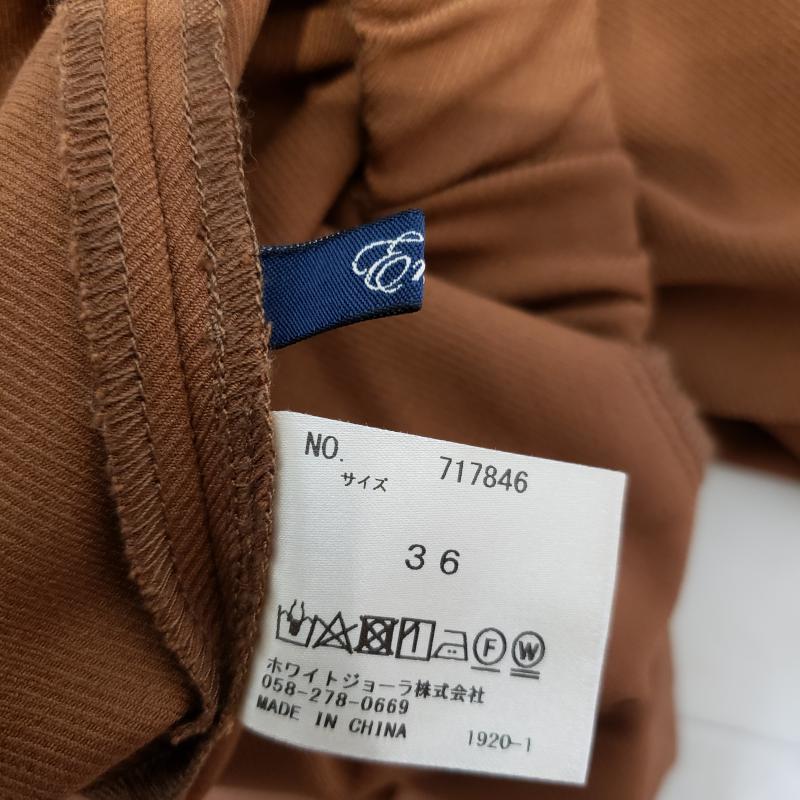 NO. 717846
サイズ
36
F W
ホワイトジョーラ株式会社
058-278-0669
MADE IN CHINA 1920-1